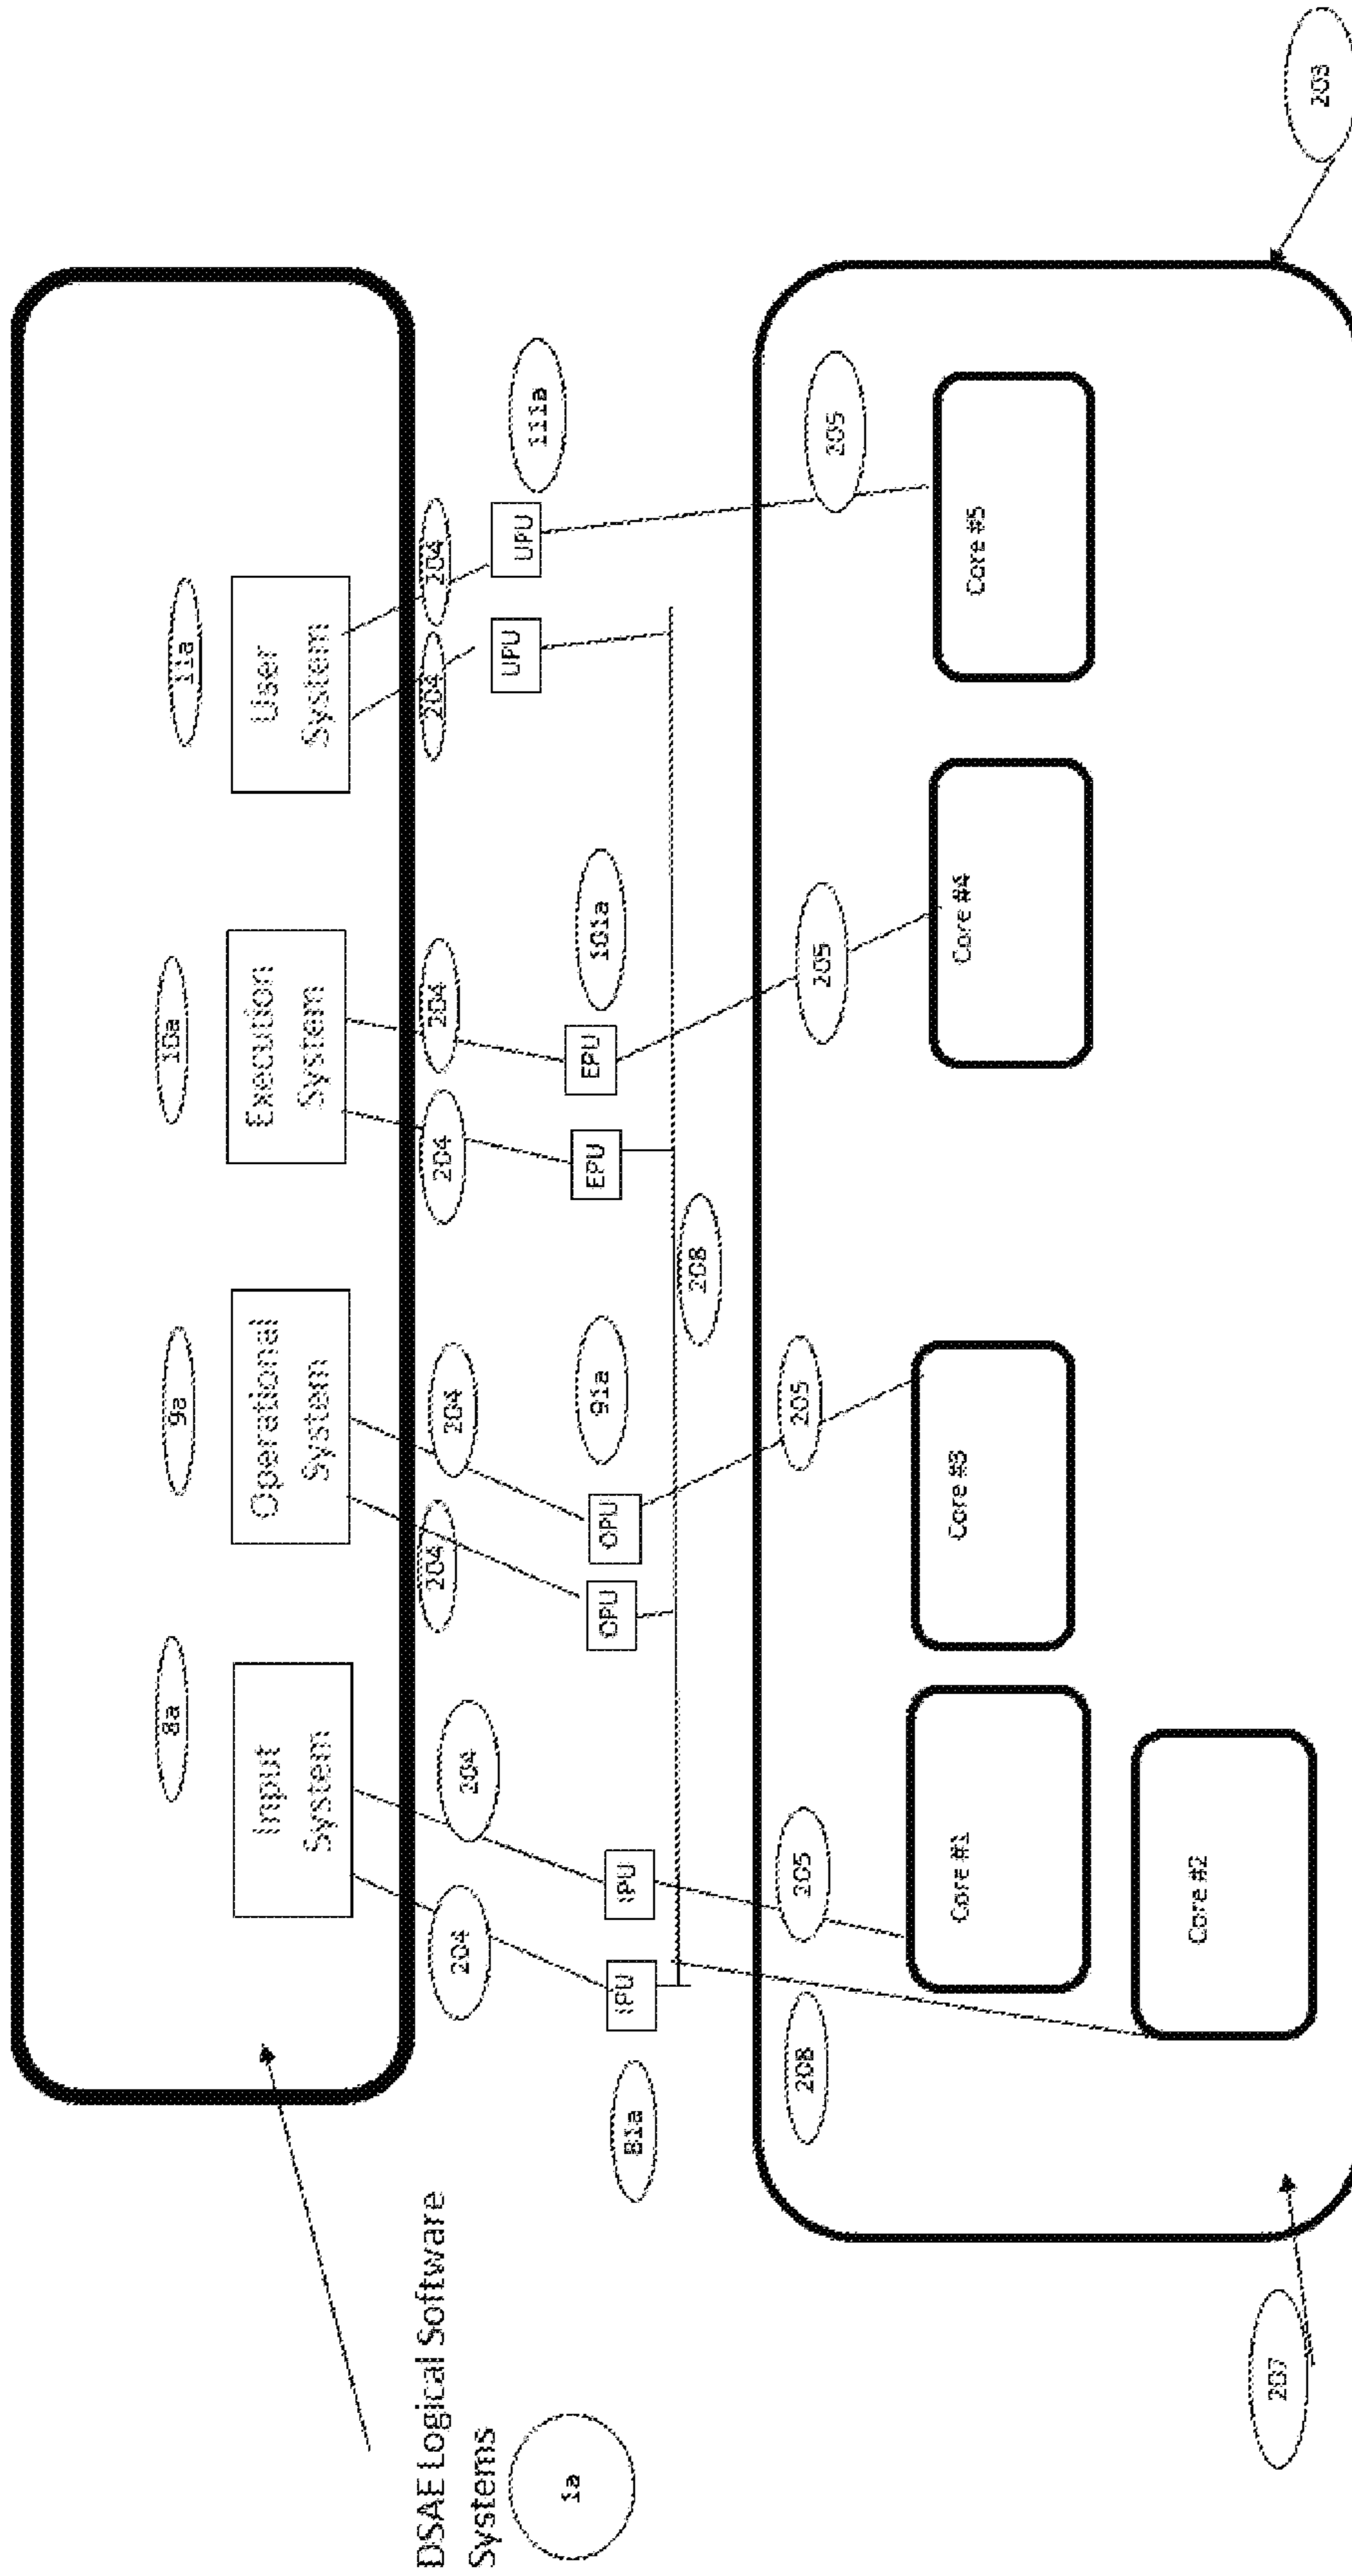 8a
9a
10a
11a
Input
System
Operational
System
Execution
System
User
System
DSAE Logical Software
Systems
1a
204
204
204
204
204
204
204
204
81a
IPU
IPU
OPU
OPU
91a
EPU
EPU
101a
UPU
UPU
111a
208
208
205
205
205
205
Core #1
Core #3
Core #4
Core #5
Core #2
207
203